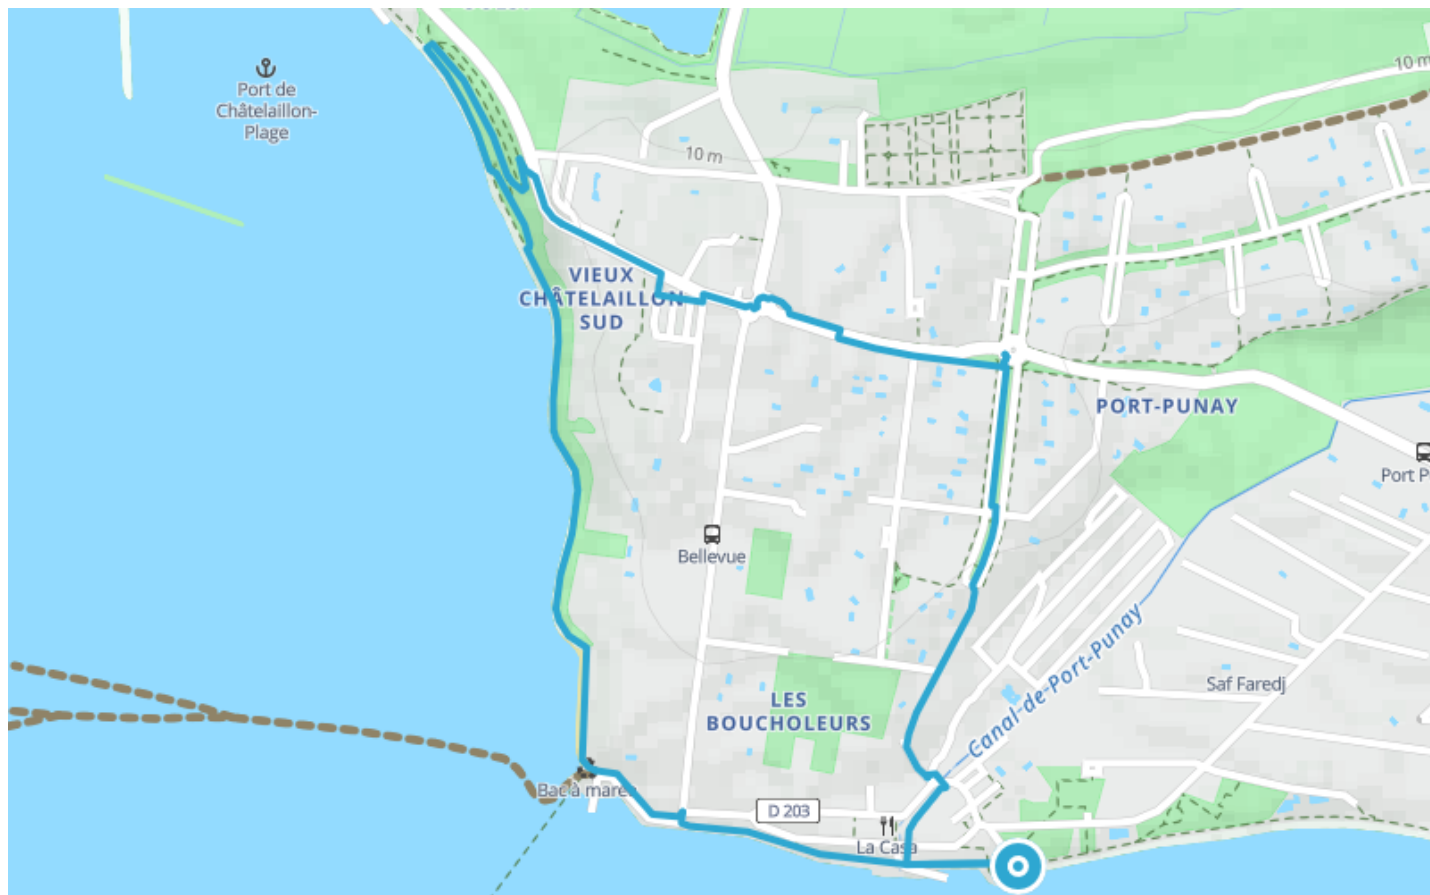 Port de
Châtelaillon-
Plage
10 m
10 m
VIEUX
CHÂTELAILLON
SUD
PORT-PUNAY
Port P
Bellevue
Canal-de-Port-Punay
Saf Faredj
LES
BOUCHOLEURS
Bac à marée
D 203
La Casa